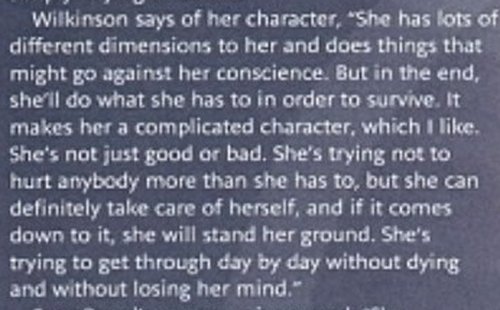 Wilkinson says of her character, "She has lots of
different dimensions to her and does things that
might go against her conscience. But in the end,
she'll do what she has to in order to survive. It
makes her a complicated character, which I like.
She's not just good or bad. She's trying not to
hurt anybody more than she has to, but she can
definitely take care of herself, and if it comes
down to it, she will stand her ground. She's
trying to get through day by day without dying
and without losing her mind."